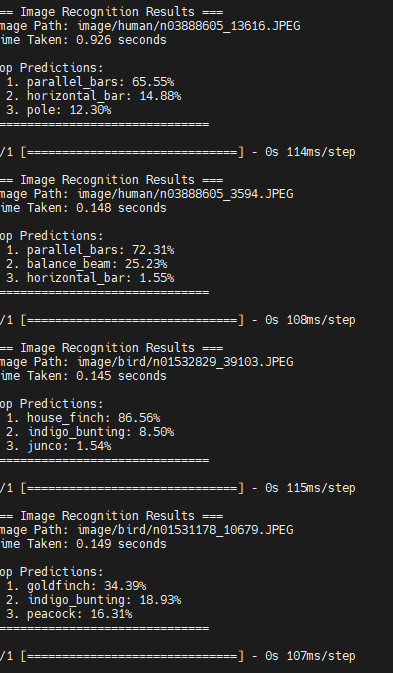 == Image Recognition Results ===
mage Path: image/human/n03888605_13616.JPEG
ime Taken: 0.926 seconds
op Predictions:
1. parallel_bars: 65.55%
2. horizontal_bar: 14.88%
3. pole: 12.30%
==============================
/1 [==============================] - 0s 114ms/step
== Image Recognition Results ===
mage Path: image/human/n03888605_3594.JPEG
ime Taken: 0.148 seconds
op Predictions:
1. parallel_bars: 72.31%
2. balance_beam: 25.23%
3. horizontal_bar: 1.55%
==============================
/1 [==============================] - 0s 108ms/step
== Image Recognition Results ===
mage Path: image/bird/n01532829_39103.JPEG
ime Taken: 0.145 seconds
op Predictions:
1. house_finch: 86.56%
2. indigo_bunting: 8.50%
3. junco: 1.54%
==============================
/1 [==============================] - 0s 115ms/step
== Image Recognition Results ===
mage Path: image/bird/n01531178_10679.JPEG
ime Taken: 0.149 seconds
op Predictions:
1. goldfinch: 34.39%
2. indigo_bunting: 18.93%
3. peacock: 16.31%
==============================
/1 [==============================] - 0s 107ms/step